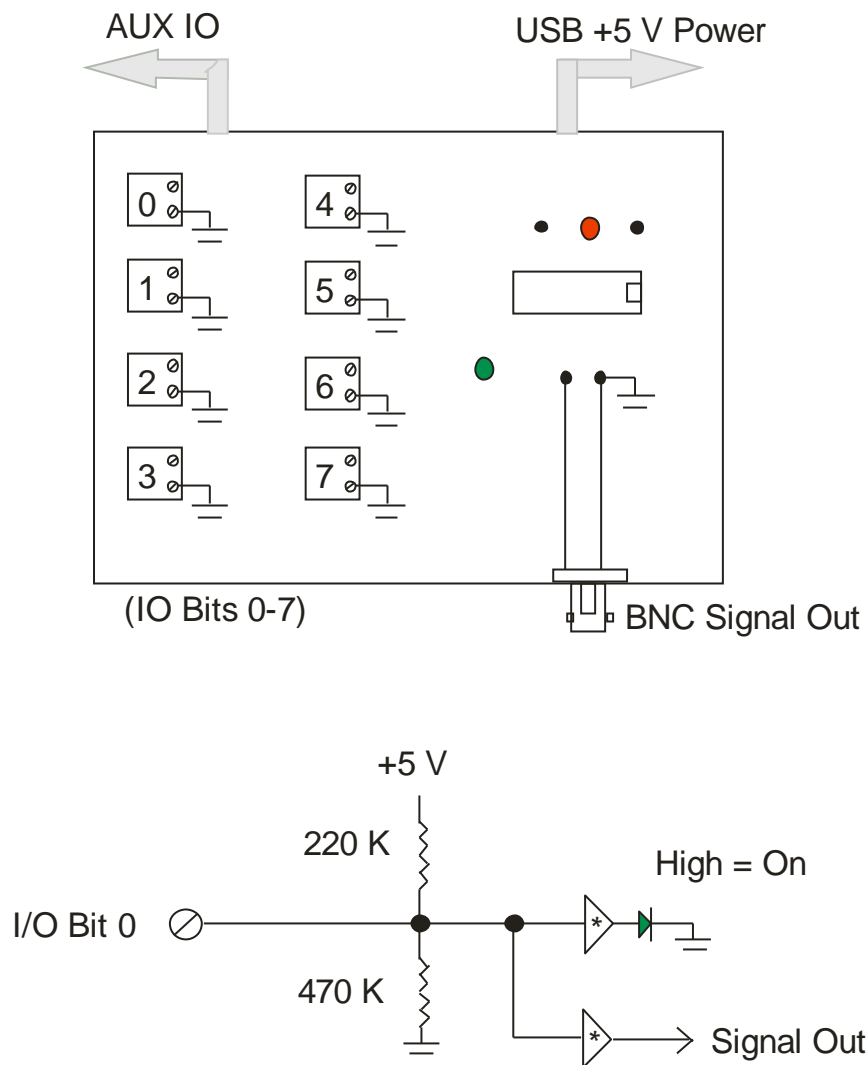 AUX IO
USB +5 V Power
0
4
1
5
2
6
3
7
(IO Bits 0-7)
BNC Signal Out
+5 V
220 K
High = On
I/O Bit 0
*
470 K
*
Signal Out